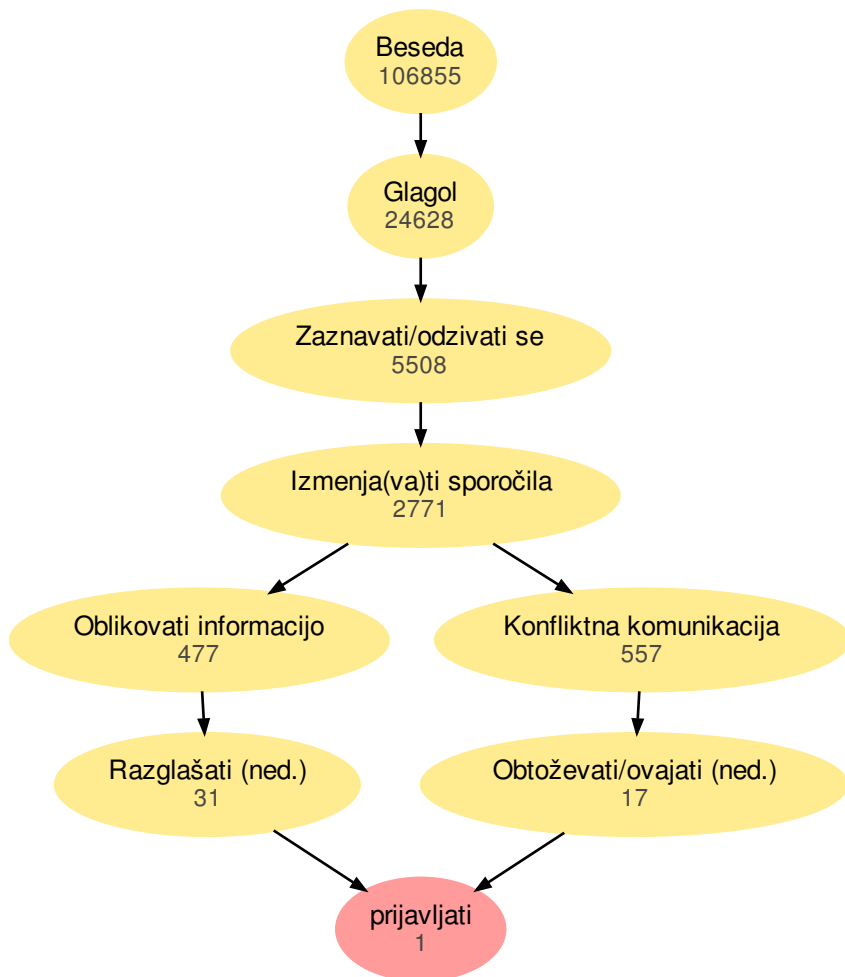 Beseda
106855
Glagol
24628
Zaznavati/odzivati se
5508
Izmenja(va)ti sporočila
2771
Oblikovati informacijo
477
Konfliktna komunikacija
557
Razglašati (ned.)
31
Obtoževati/ovajati (ned.)
17
prijavljati
1